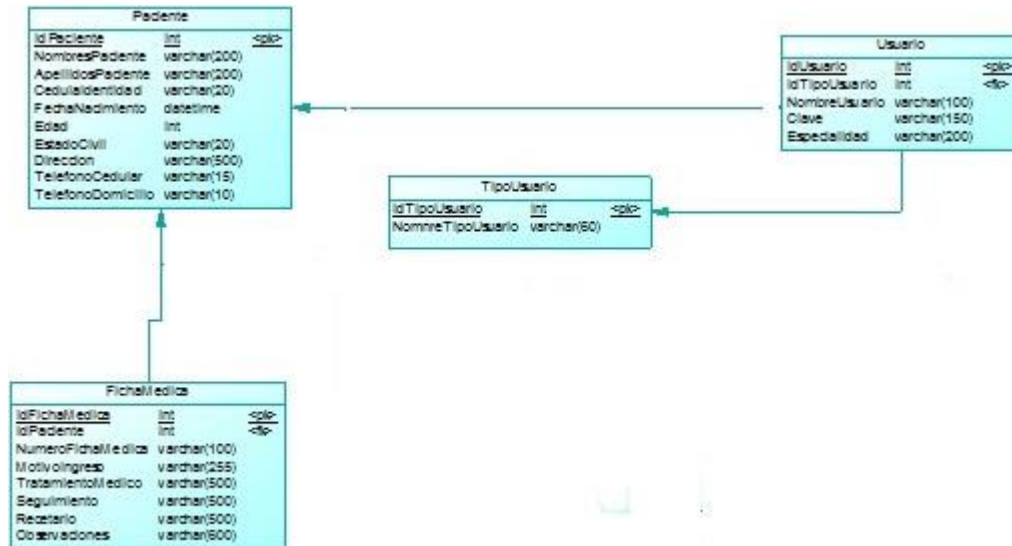 Paciente
IdPaciente int <pk>
NombresPaciente varchar(200)
ApellidosPaciente varchar(200)
CedulaIdentidad varchar(20)
FechaNacimiento datetime
Edad int
EstadoCivil varchar(20)
Direccion varchar(500)
TelefonoCedular varchar(15)
TelefonoDomicilio varchar(10)
Usuario
IdUsuario int <pk>
IdTipoUsuario int <fk>
NombreUsuario varchar(100)
Clave varchar(150)
Especialidad varchar(200)
TipoUsuario
IdTipoUsuario int <pk>
NomnreTipoUsuario varchar(60)
FichaMedica
IdFichaMedica int <pk>
IdPaciente int <fk>
NumeroFichaMedica varchar(100)
MotivoIngreso varchar(255)
TratamientoMedico varchar(500)
Seguimiento varchar(500)
Recetario varchar(500)
Observaciones varchar(600)